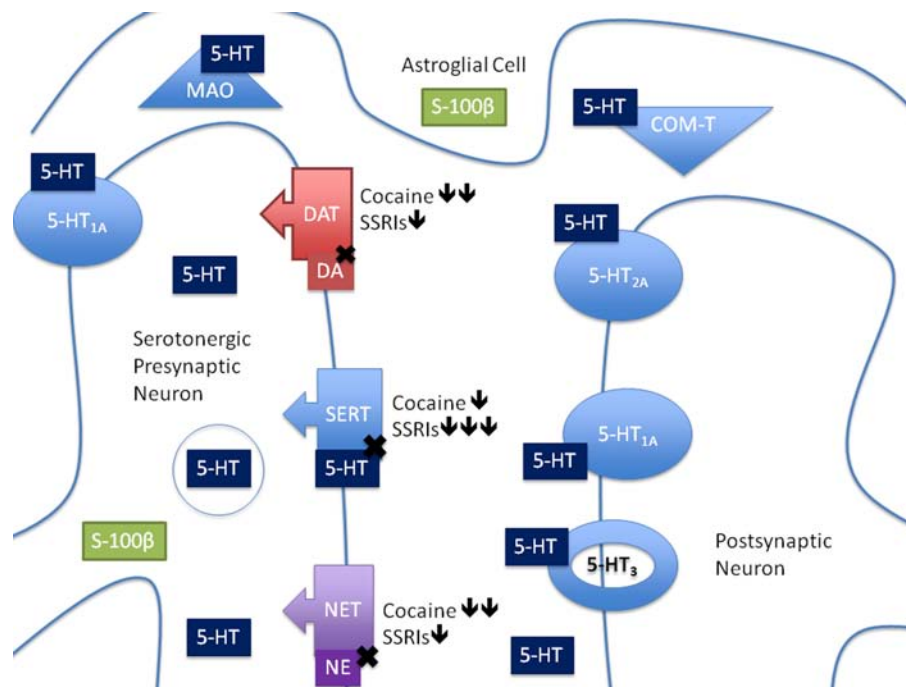 5-HT
MAO
Astroglial Cell
S-100β
5-HT
COM-T
5-HT
5-HT₁A
DAT
DA
Cocaine ↓↓
SSRIs ↓
5-HT
5-HT₂A
5-HT
Serotonergic
Presynaptic
Neuron
SERT
5-HT
Cocaine ↓
SSRIs ↓↓↓
5-HT₁A
5-HT
5-HT
S-100β
5-HT
5-HT₃
Postsynaptic
Neuron
5-HT
NET
NE
Cocaine ↓↓
SSRIs ↓
5-HT